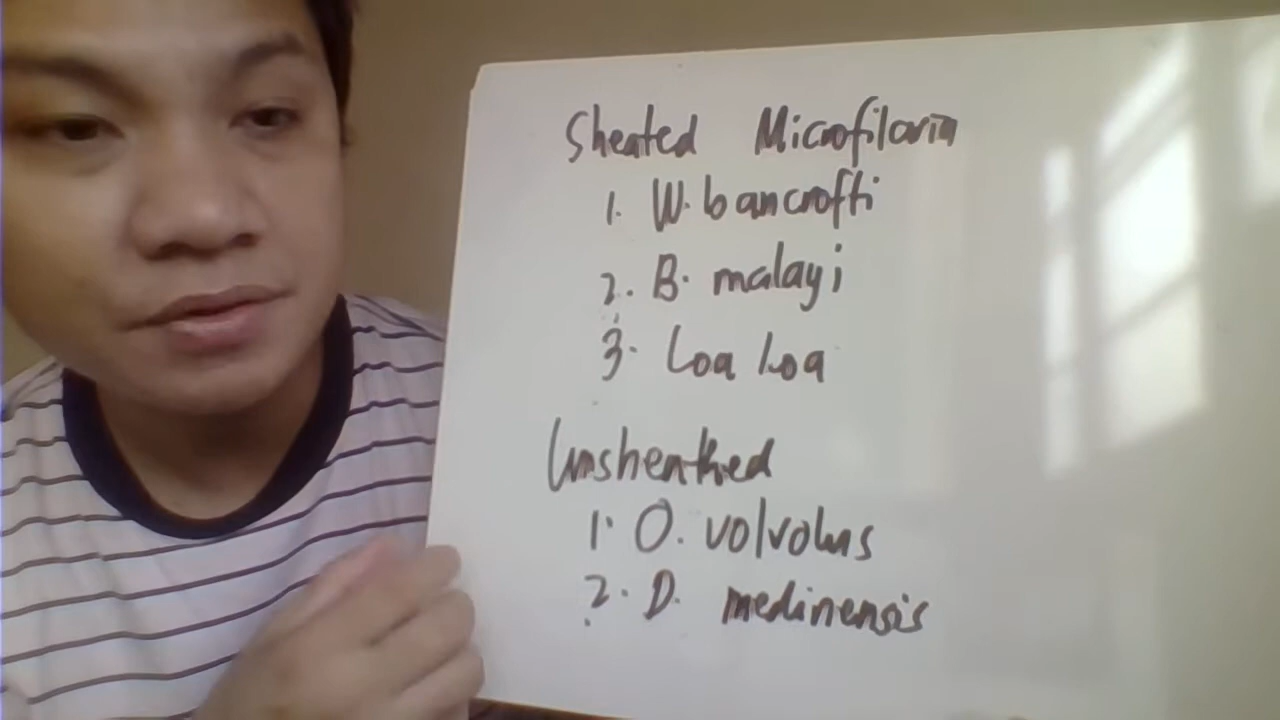 Sheated Microfilaria
1. W. bancrofti
2. B. malayi
3. Loa Loa
Unsheathed
1. O. volvolus
2. D. medinensis